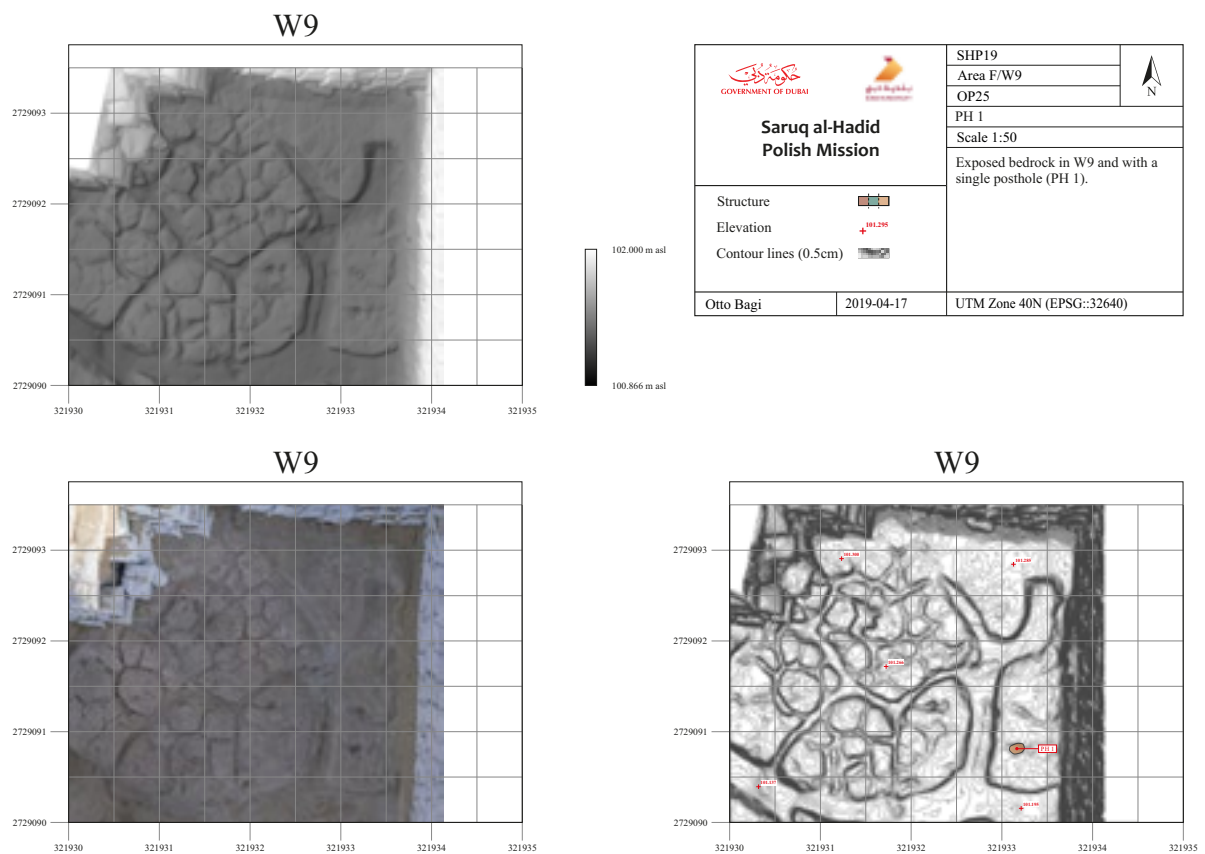 W9
2729093
2729092
2729091
2729090
321930 321931 321932 321933 321934 321935
102.000 m asl
100.866 m asl
حكومة دبي
GOVERNMENT OF DUBAI
Saruq al-Hadid
Polish Mission
Structure
Elevation
101.295
Contour lines (0.5cm)
Otto Bagi
2019-04-17
SHP19
Area F/W9
OP25
N
PH 1
Scale 1:50
Exposed bedrock in W9 and with a
single posthole (PH 1).
UTM Zone 40N (EPSG::32640)
W9
2729093
2729092
2729091
2729090
321930 321931 321932 321933 321934 321935
W9
2729093
2729092
2729091
2729090
PH 1
321930 321931 321932 321933 321934 321935